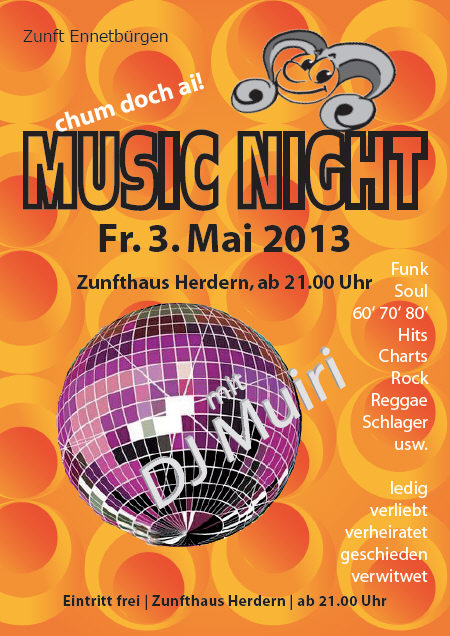 Zunft Ennetbürgen
chum doch ai!
MUSIC NIGHT
Fr. 3. Mai 2013
Zunfthaus Herdern, ab 21.00 Uhr
Funk
Soul
60’ 70’ 80’
Hits
Charts
Rock
Reggae
Schlager
usw.
mit
DJ Muiri
ledig
verliebt
verheiratet
geschieden
verwitwet
Eintritt frei | Zunfthaus Herdern | ab 21.00 Uhr